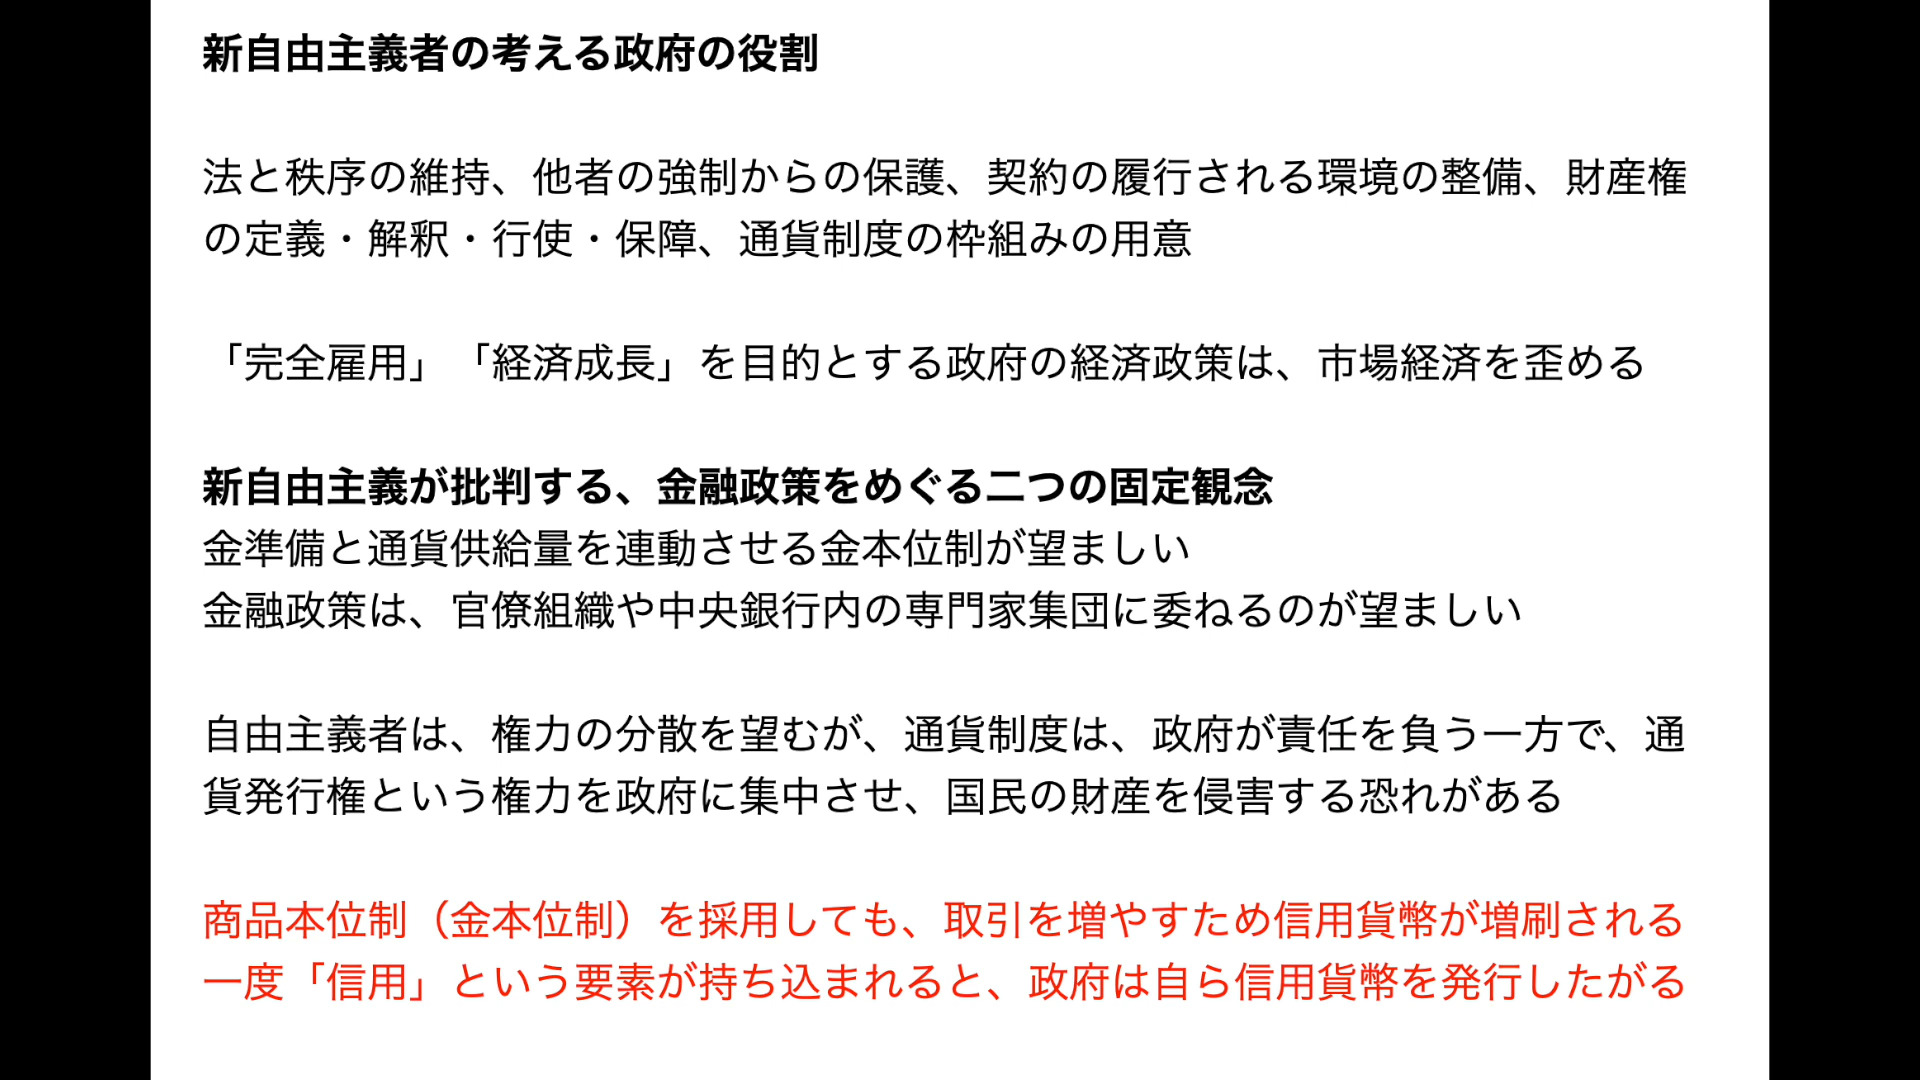 新自由主義者の考える政府の役割
法と秩序の維持、他者の強制からの保護、契約の履行される環境の整備、財産権
の定義・解釈・行使・保障、通貨制度の枠組みの用意
「完全雇用」「経済成長」を目的とする政府の経済政策は、市場経済を歪める
新自由主義が批判する、金融政策をめぐる二つの固定観念
金準備と通貨供給量を連動させる金本位制が望ましい
金融政策は、官僚組織や中央銀行内の専門家集団に委ねるのが望ましい
自由主義者は、権力の分散を望むが、通貨制度は、政府が責任を負う一方で、通
貨発行権という権力を政府に集中させ、国民の財産を侵害する恐れがある
商品本位制（金本位制）を採用しても、取引を増やすため信用貨幣が増刷される
一度「信用」という要素が持ち込まれると、政府は自ら信用貨幣を発行したがる